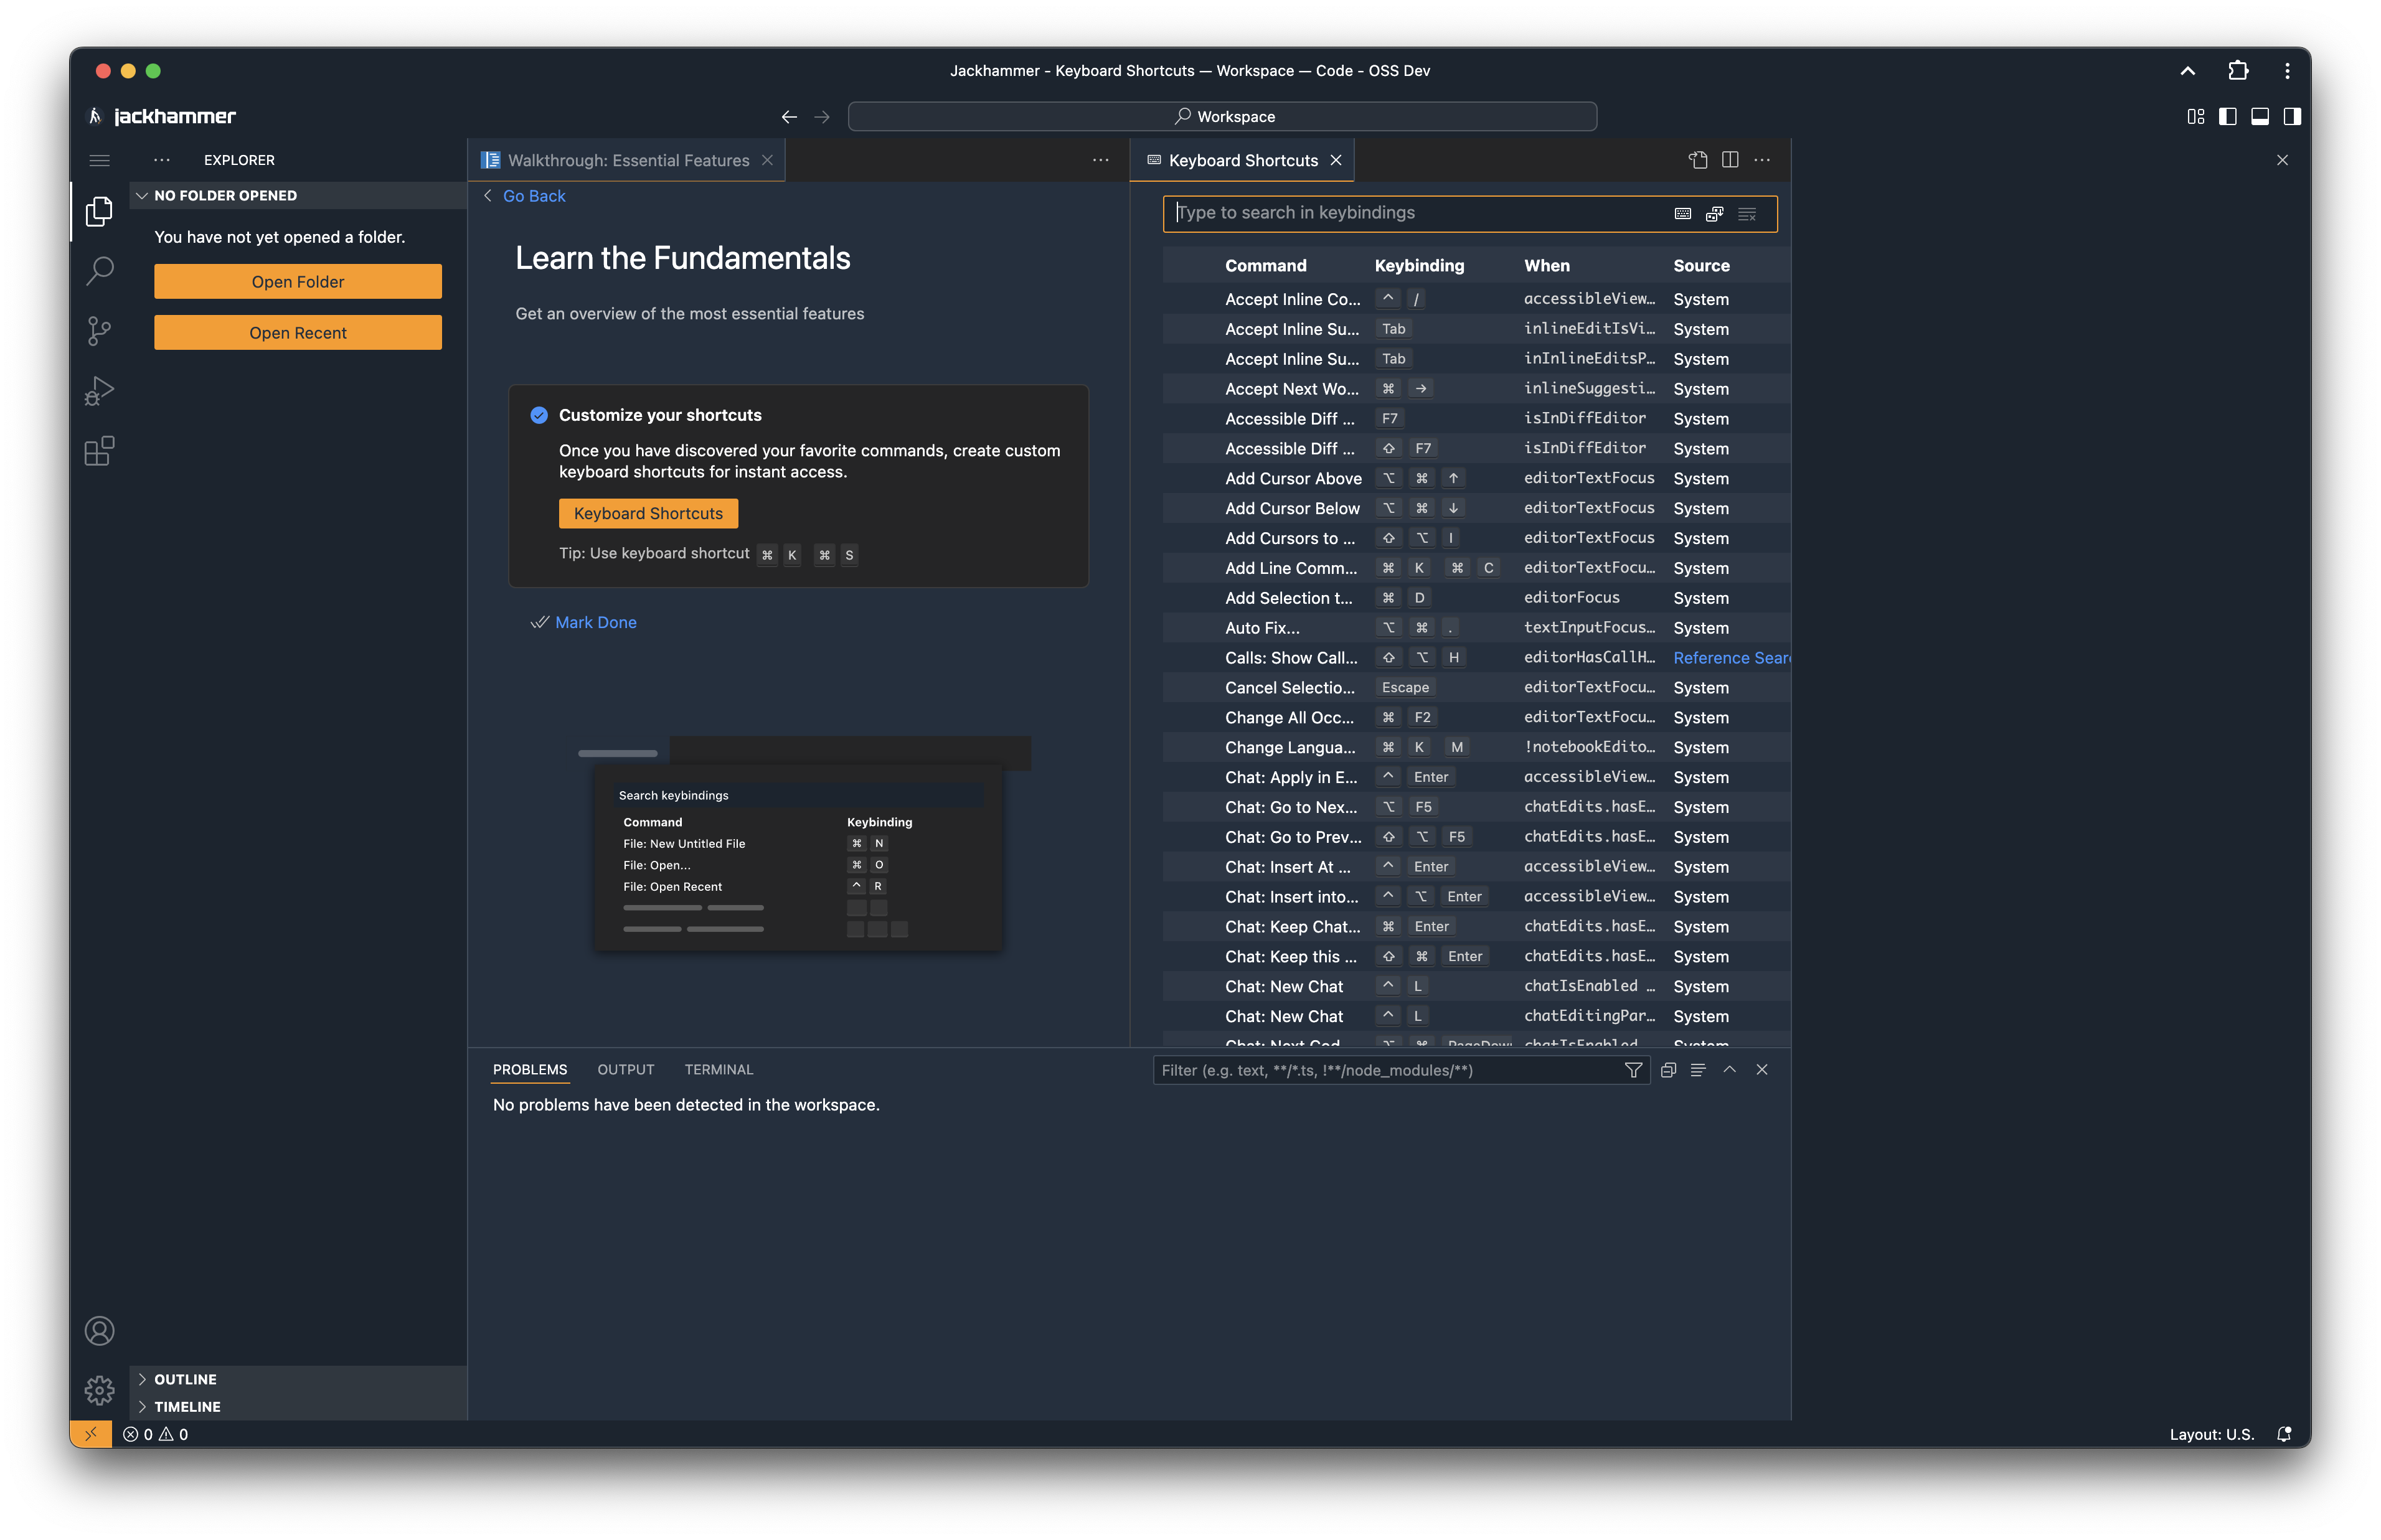 Jackhammer - Keyboard Shortcuts — Workspace — Code - OSS Dev
jackhammer
Workspace
EXPLORER
NO FOLDER OPENED
You have not yet opened a folder.
Open Folder
Open Recent
OUTLINE
TIMELINE
Walkthrough: Essential Features
Go Back
Learn the Fundamentals
Get an overview of the most essential features
Customize your shortcuts
Once you have discovered your favorite commands, create custom
keyboard shortcuts for instant access.
Keyboard Shortcuts
Tip: Use keyboard shortcut ⌘ K ⌘ S
Mark Done
Search keybindings
Command Keybinding
File: New Untitled File ⌘ N
File: Open... ⌘ O
File: Open Recent ^ R
Keyboard Shortcuts
Type to search in keybindings
Command Keybinding When Source
Accept Inline Co... ^ / accessibleView... System
Accept Inline Su... Tab inlineEditIsVi... System
Accept Inline Su... Tab inInlineEditsP... System
Accept Next Wo... ⌘ → inlineSuggesti... System
Accessible Diff ... F7 isInDiffEditor System
Accessible Diff ... ⇧ F7 isInDiffEditor System
Add Cursor Above ⌥ ⌘ ↑ editorTextFocus System
Add Cursor Below ⌥ ⌘ ↓ editorTextFocus System
Add Cursors to ... ⇧ ⌥ I editorTextFocus System
Add Line Comm... ⌘ K ⌘ C editorTextFocu... System
Add Selection t... ⌘ D editorFocus System
Auto Fix... ⌥ ⌘ . textInputFocus... System
Calls: Show Call... ⇧ ⌥ H editorHasCallH... Reference Sear
Cancel Selectio... Escape editorTextFocu... System
Change All Occ... ⌘ F2 editorTextFocu... System
Change Langua... ⌘ K M !notebookEdito... System
Chat: Apply in E... ^ Enter accessibleView... System
Chat: Go to Nex... ⌥ F5 chatEdits.hasE... System
Chat: Go to Prev... ⇧ ⌥ F5 chatEdits.hasE... System
Chat: Insert At ... ^ Enter accessibleView... System
Chat: Insert into... ^ ⌥ Enter accessibleView... System
Chat: Keep Chat... ⌘ Enter chatEdits.hasE... System
Chat: Keep this ... ⇧ ⌘ Enter chatEdits.hasE... System
Chat: New Chat ^ L chatIsEnabled ... System
Chat: New Chat ^ L chatEditingPar... System
Chat: Next Cod... ⌥ ⌘ PageDown chatIsEnabled ... System
PROBLEMS OUTPUT TERMINAL
Filter (e.g. text, **/*.ts, !**/node_modules/**)
No problems have been detected in the workspace.
0 0
Layout: U.S.